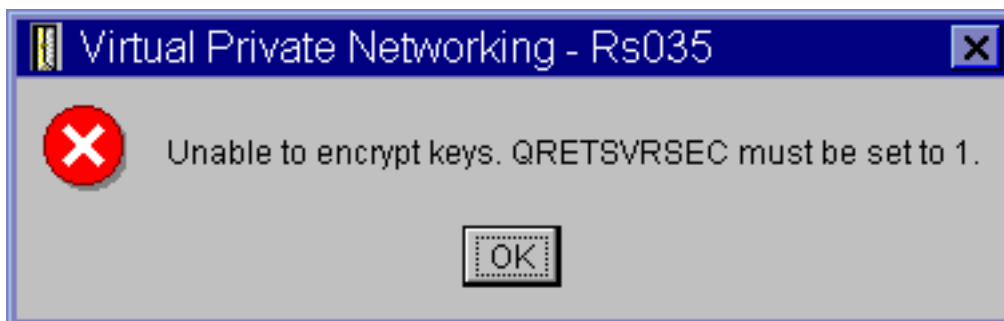 Virtual Private Networking - Rs035
Unable to encrypt keys. QRETSVRSEC must be set to 1.
OK